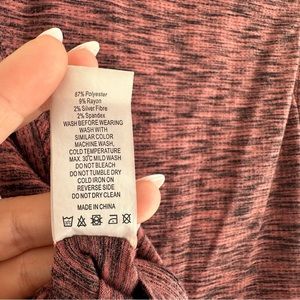 87% Polyester
9% Rayon
2% Silver Fibre
2% Spandex
WASH BEFORE WEARING
WASH WITH
SIMILAR COLOR
MACHINE WASH,
COLD TEMPERATURE
MAX. 30C MILD WASH
DO NOT BLEACH
DO NOT TUMBLE DRY
COLD IRON ON
REVERSE SIDE
DO NOT DRY CLEAN
MADE IN CHINA